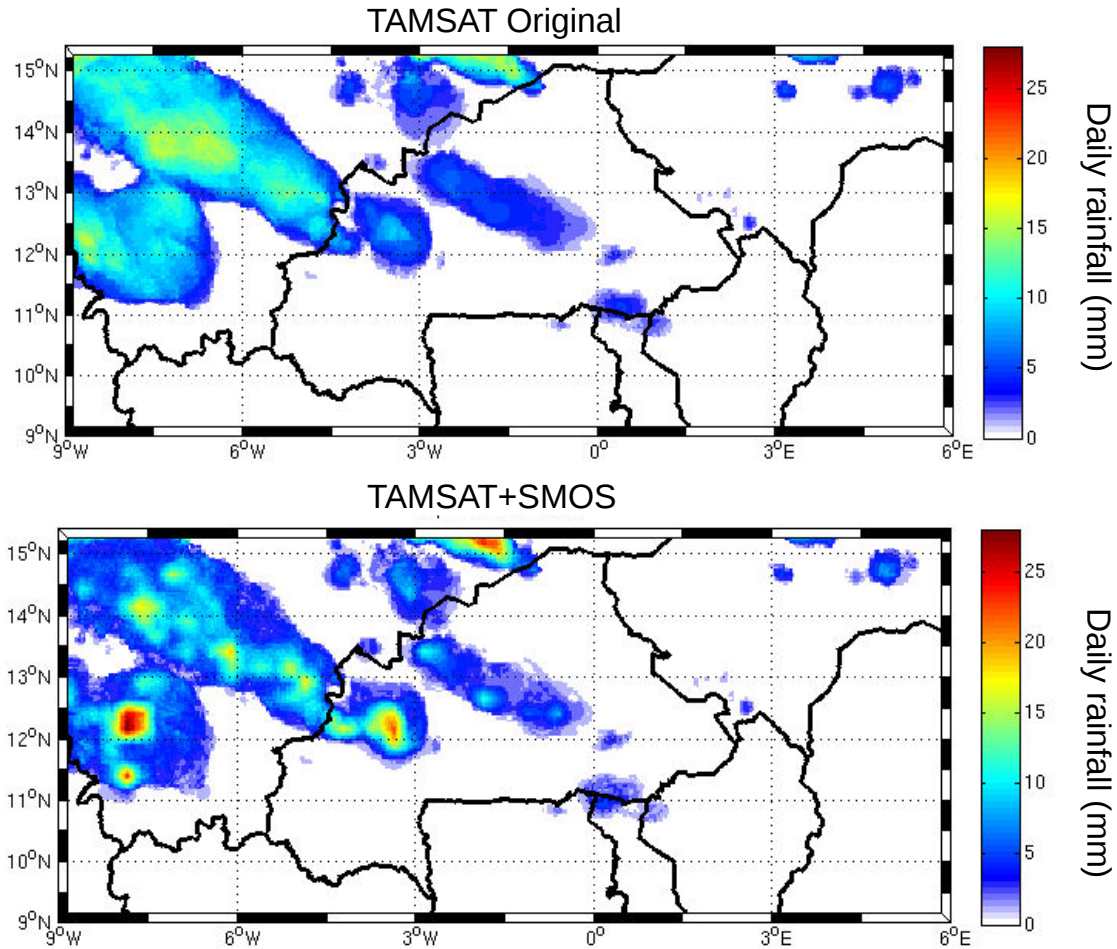 TAMSAT Original
15°N
14°N
13°N
12°N
11°N
10°N
9°N
9°W 6°W 3°W 0° 3°E 6°E
25
20
15
10
5
0
Daily rainfall (mm)
TAMSAT+SMOS
15°N
14°N
13°N
12°N
11°N
10°N
9°N
9°W 6°W 3°W 0° 3°E 6°E
25
20
15
10
5
0
Daily rainfall (mm)